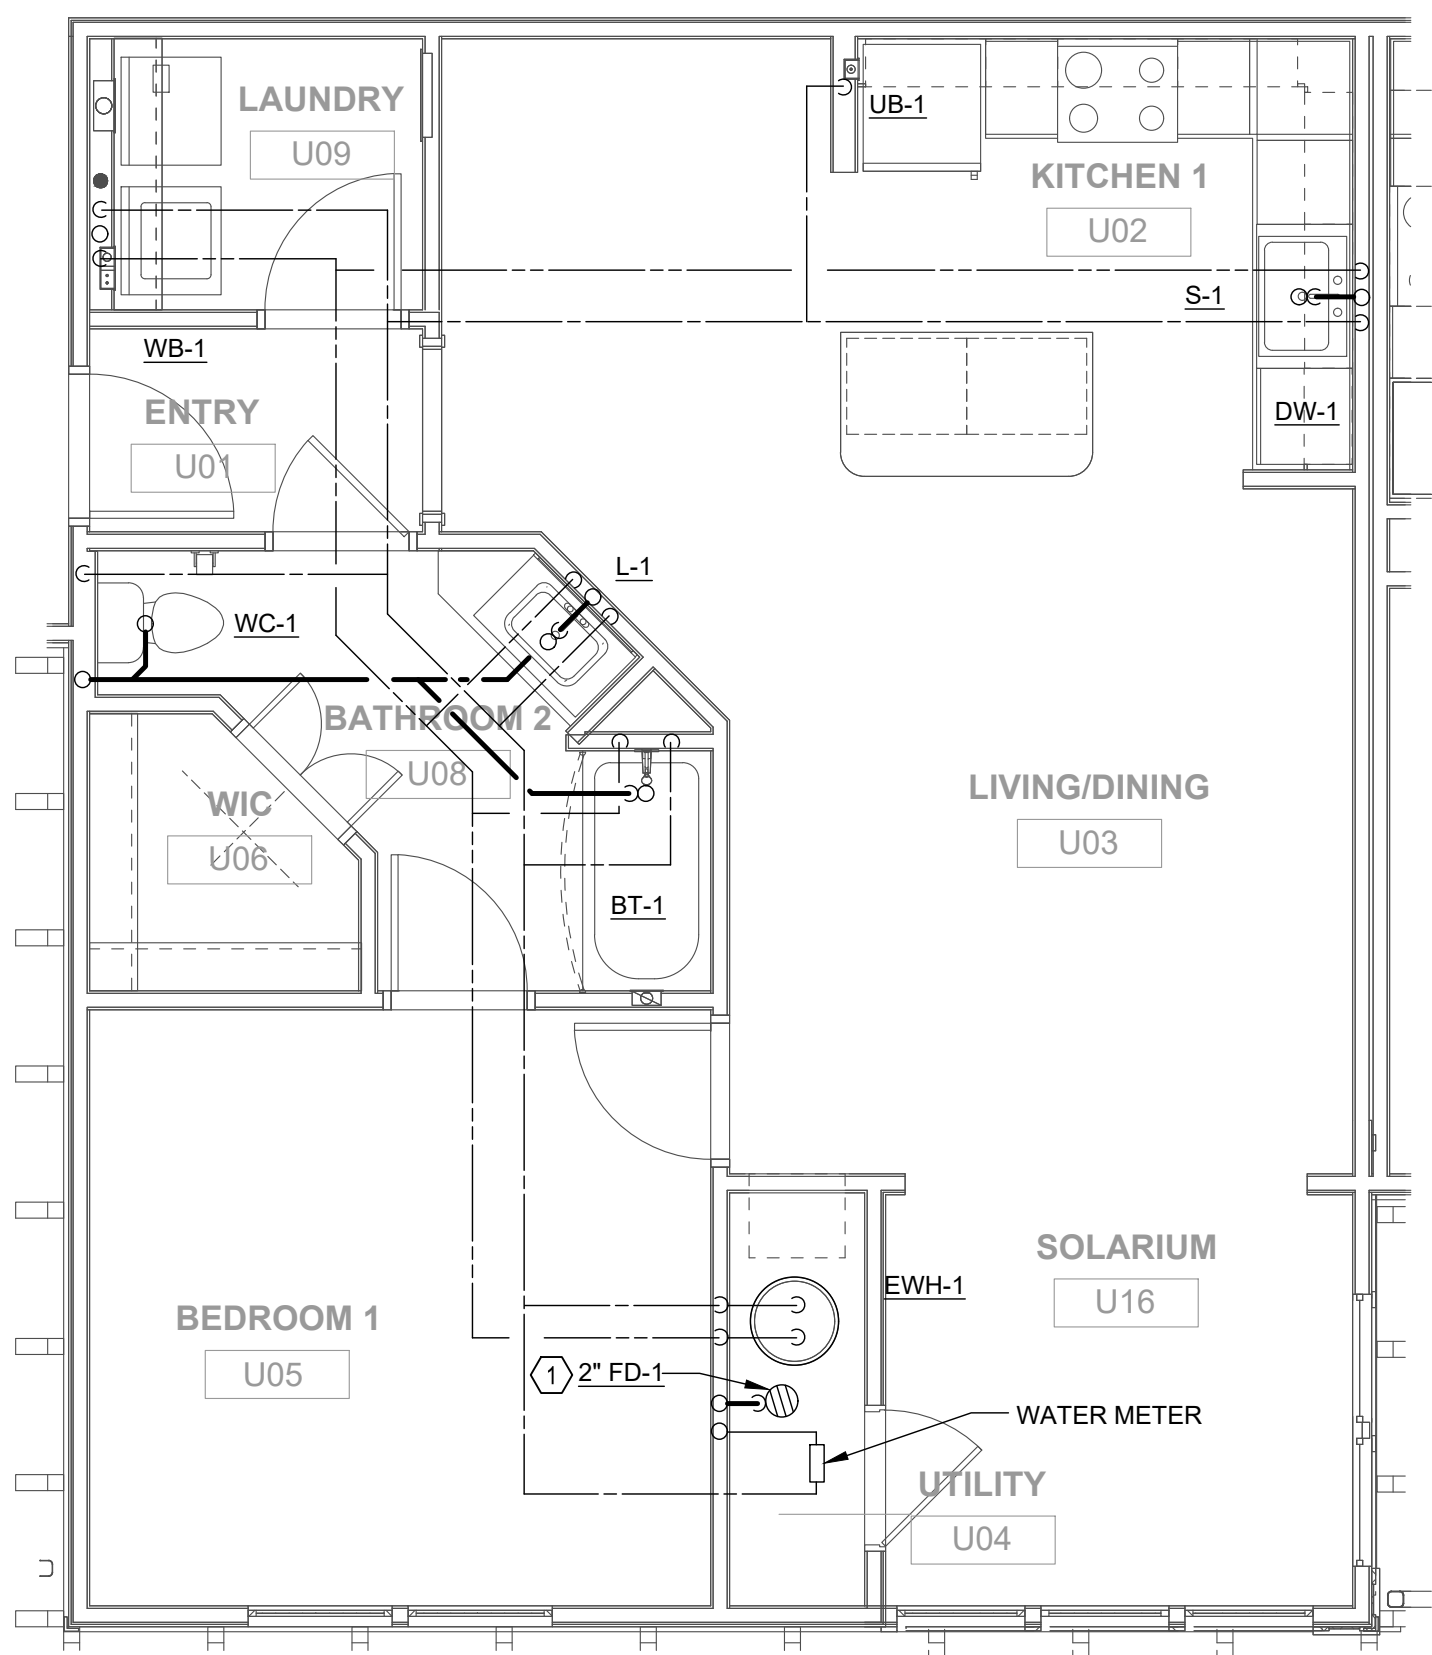 LAUNDRY
U09
UB-1
KITCHEN 1
U02
S-1
WB-1
ENTRY
U01
DW-1
L-1
WC-1
BATHROOM 2
U08
WIC
U06
LIVING/DINING
U03
BT-1
SOLARIUM
U16
EWH-1
BEDROOM 1
U05
1 2" FD-1
WATER METER
UTILITY
U04